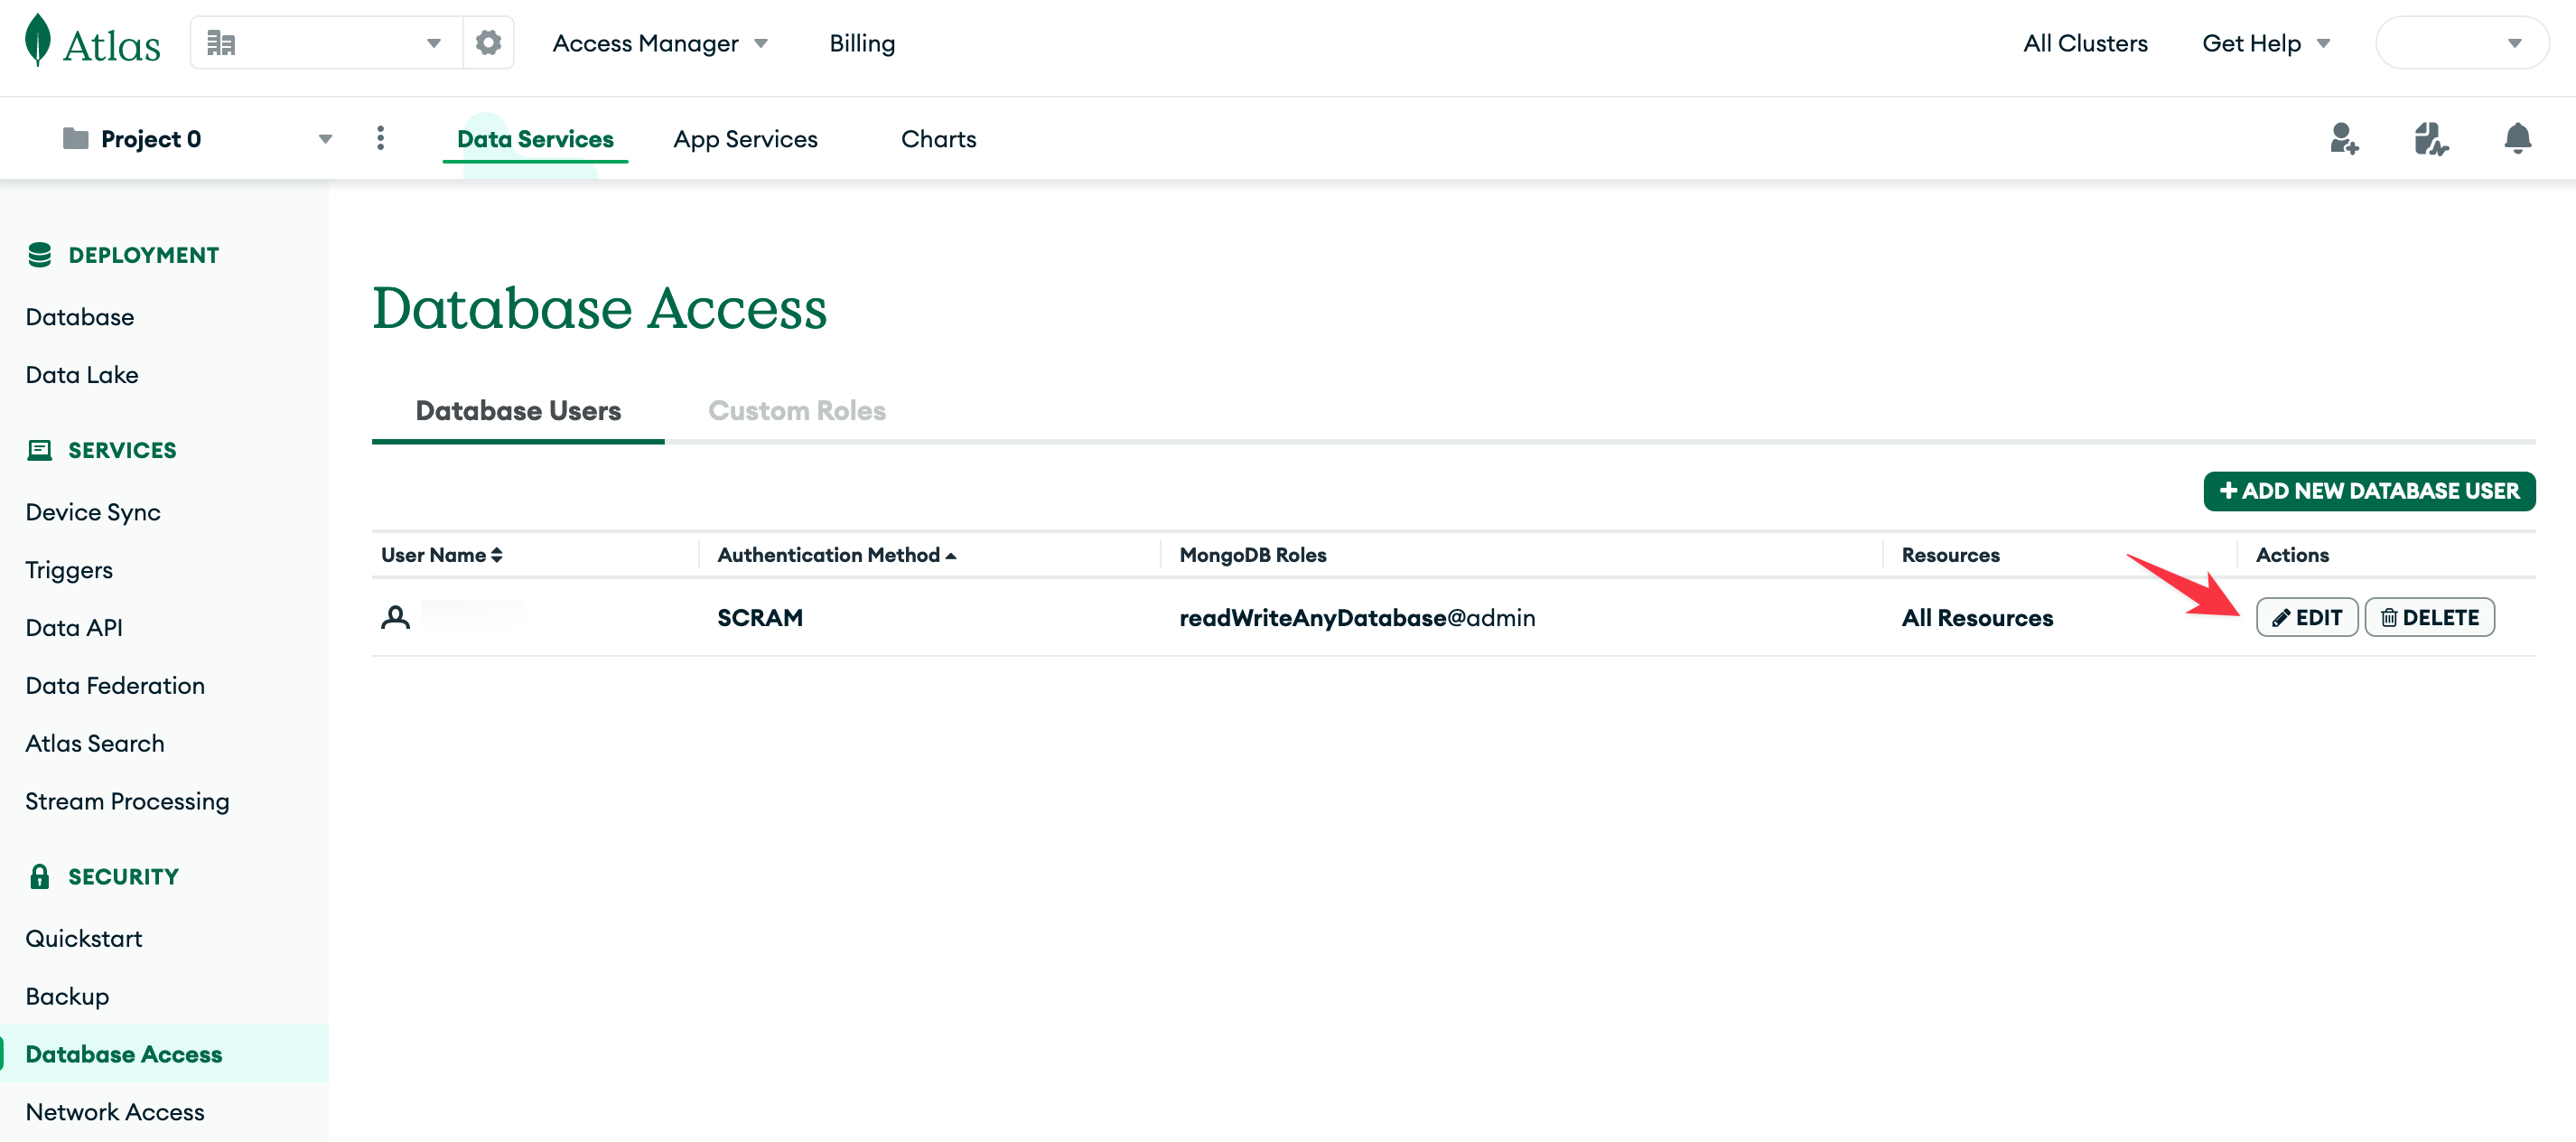 Atlas
Access Manager
Billing
All Clusters
Get Help
Project 0
Data Services
App Services
Charts
DEPLOYMENT
Database
Data Lake
SERVICES
Device Sync
Triggers
Data API
Data Federation
Atlas Search
Stream Processing
SECURITY
Quickstart
Backup
Database Access
Network Access
Database Access
Database Users
Custom Roles
+ ADD NEW DATABASE USER
User Name
Authentication Method
MongoDB Roles
Resources
Actions
SCRAM
readWriteAnyDatabase@admin
All Resources
EDIT
DELETE